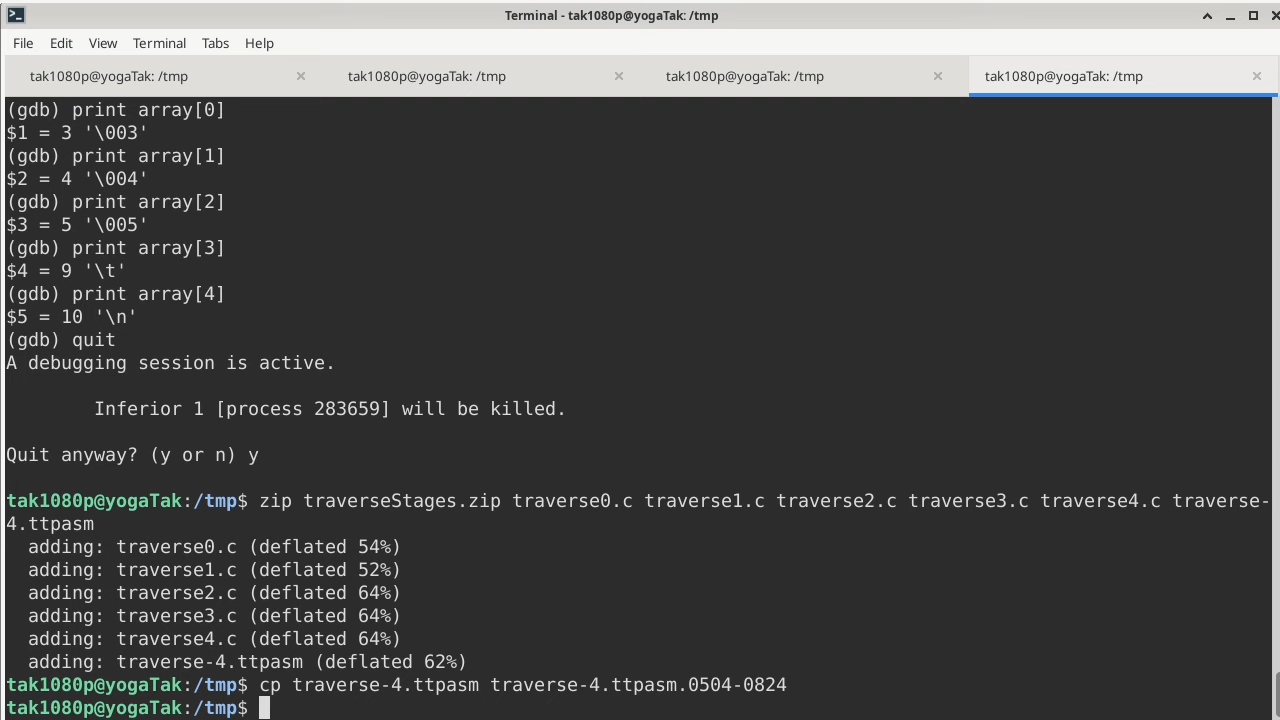 Terminal - tak1080p@yogaTak: /tmp
File Edit View Terminal Tabs Help
tak1080p@yogaTak: /tmp tak1080p@yogaTak: /tmp tak1080p@yogaTak: /tmp tak1080p@yogaTak: /tmp
(gdb) print array[0]
$1 = 3 '\003'
(gdb) print array[1]
$2 = 4 '\004'
(gdb) print array[2]
$3 = 5 '\005'
(gdb) print array[3]
$4 = 9 '\t'
(gdb) print array[4]
$5 = 10 '\n'
(gdb) quit
A debugging session is active.
Inferior 1 [process 283659] will be killed.
Quit anyway? (y or n) y
tak1080p@yogaTak:/tmp$ zip traverseStages.zip traverse0.c traverse1.c traverse2.c traverse3.c traverse4.c traverse-
4.ttpasm
adding: traverse0.c (deflated 54%)
adding: traverse1.c (deflated 52%)
adding: traverse2.c (deflated 64%)
adding: traverse3.c (deflated 64%)
adding: traverse4.c (deflated 64%)
adding: traverse-4.ttpasm (deflated 62%)
tak1080p@yogaTak:/tmp$ cp traverse-4.ttpasm traverse-4.ttpasm.0504-0824
tak1080p@yogaTak:/tmp$